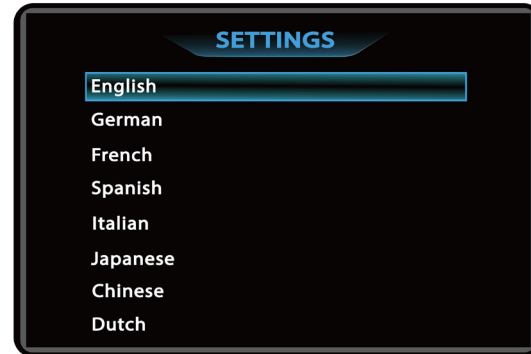 SETTINGS
English
German
French
Spanish
Italian
Japanese
Chinese
Dutch